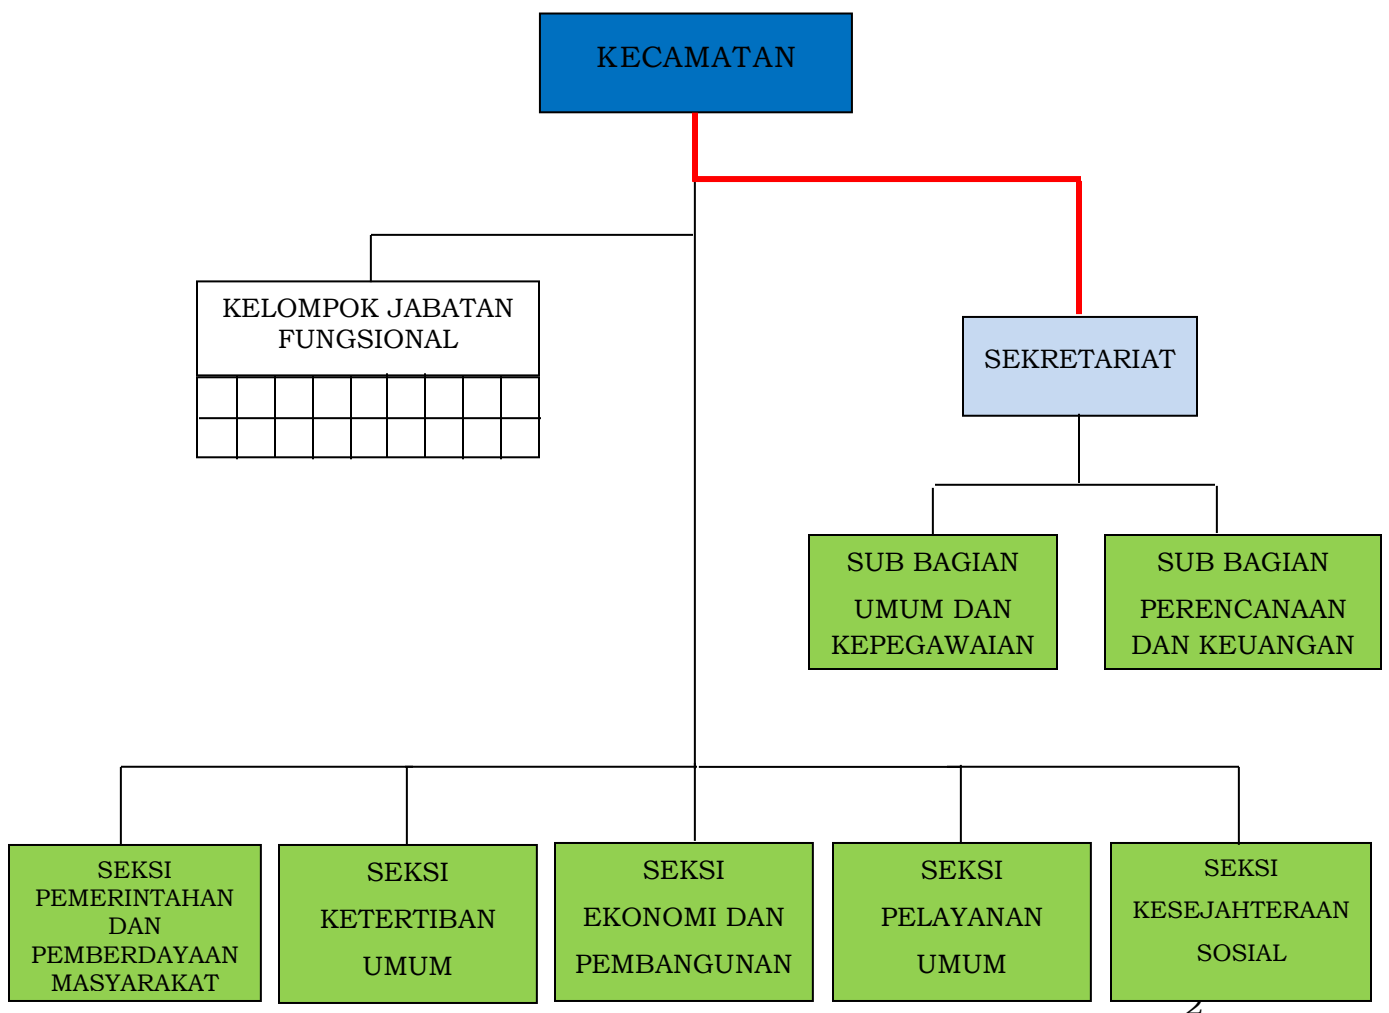 KECAMATAN
KELOMPOK JABATAN
FUNGSIONAL
SEKRETARIAT
SUB BAGIAN
UMUM DAN
KEPEGAWAIAN
SUB BAGIAN
PERENCANAAN
DAN KEUANGAN
SEKSI
PEMERINTAHAN
DAN
PEMBERDAYAAN
MASYARAKAT
SEKSI
KETERTIBAN
UMUM
SEKSI
EKONOMI DAN
PEMBANGUNAN
SEKSI
PELAYANAN
UMUM
SEKSI
KESEJAHTERAAN
SOSIAL